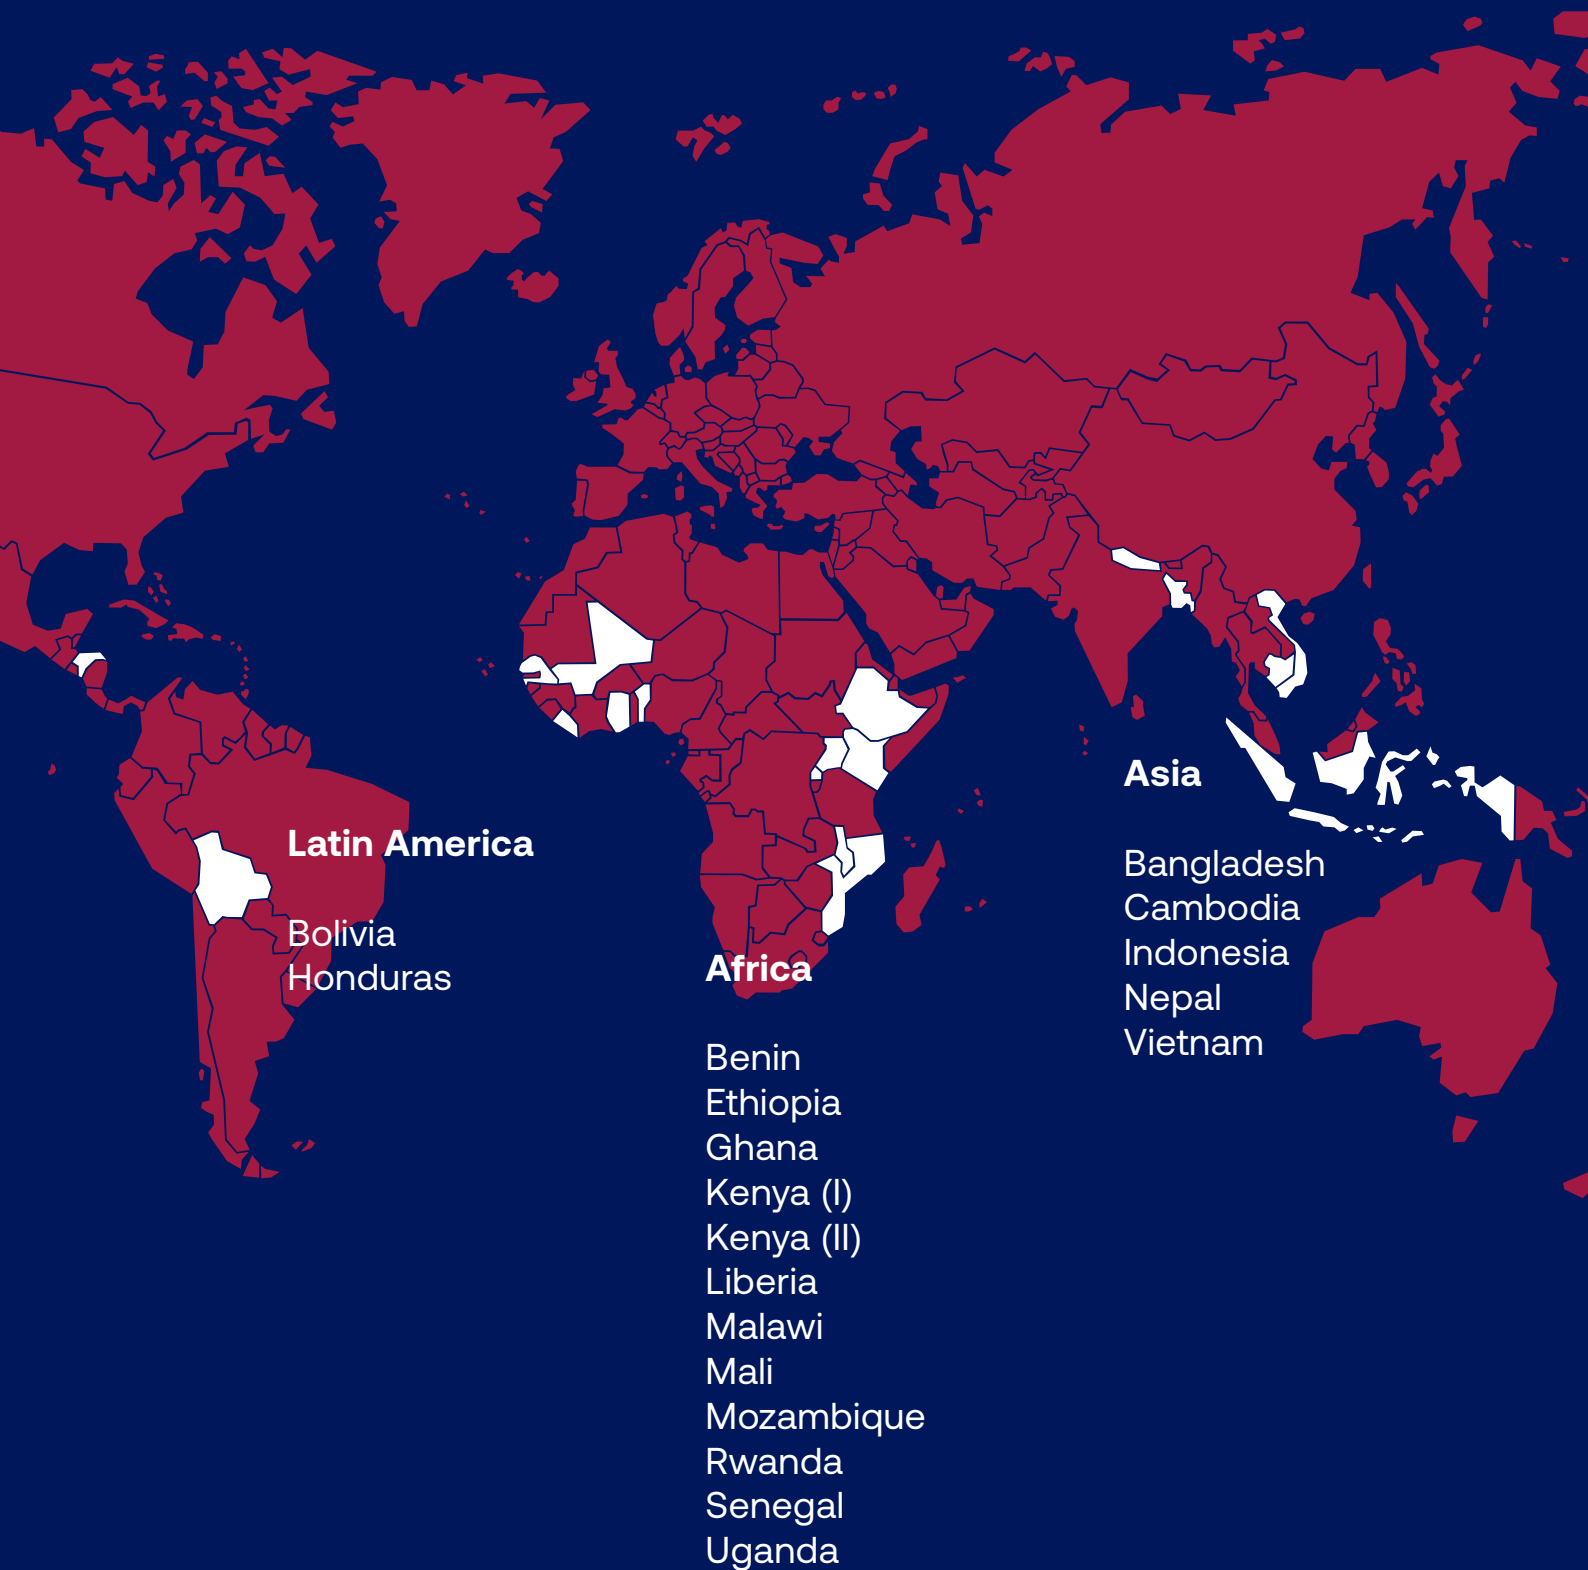 Latin America
Bolivia
Honduras
Africa
Benin
Ethiopia
Ghana
Kenya (I)
Kenya (II)
Liberia
Malawi
Mali
Mozambique
Rwanda
Senegal
Uganda
Asia
Bangladesh
Cambodia
Indonesia
Nepal
Vietnam